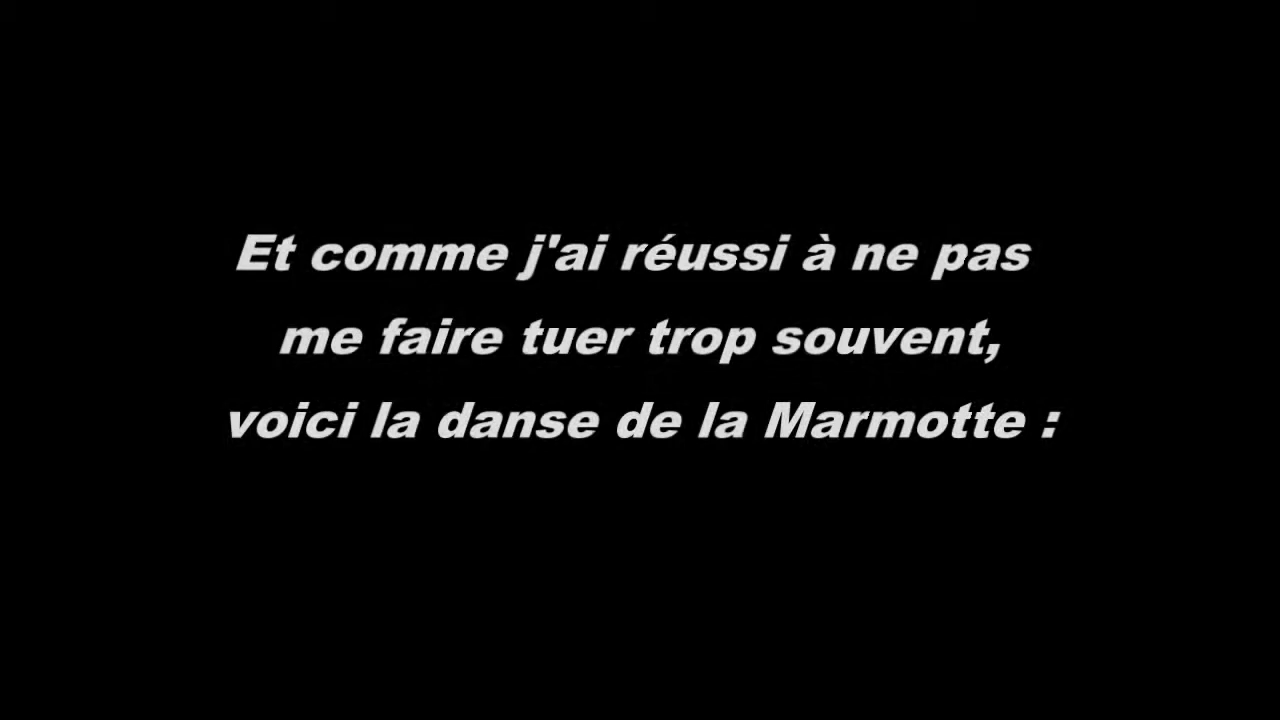 Et comme j'ai réussi à ne pas
me faire tuer trop souvent,
voici la danse de la Marmotte :